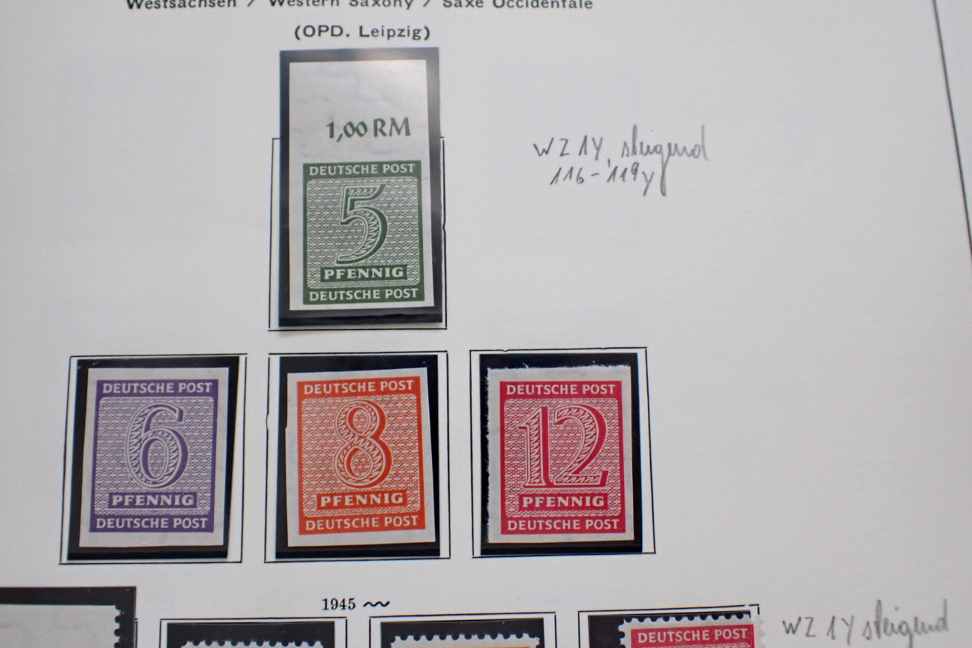 Westsachsen / Western Saxony / Saxe Occidentale
(OPD. Leipzig)
1,00 RM
DEUTSCHE POST
5
PFENNIG
DEUTSCHE POST
WZ 1Y, steigend
116-119y
DEUTSCHE POST
6
PFENNIG
DEUTSCHE POST
DEUTSCHE POST
8
PFENNIG
DEUTSCHE POST
DEUTSCHE POST
12
PFENNIG
DEUTSCHE POST
1945
DEUTSCHE POST
WZ 1Y steigend